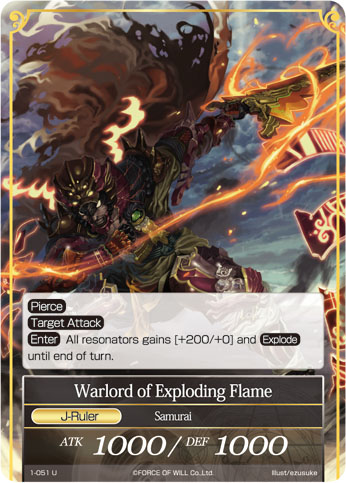 Pierce
Target Attack
Enter All resonators gains [+200/+0] and Explode
until end of turn.
Warlord of Exploding Flame
J-Ruler Samurai
ATK 1000 / DEF 1000
1-051 U ©FORCE OF WILL Co.,Ltd. Illust/ezusuke